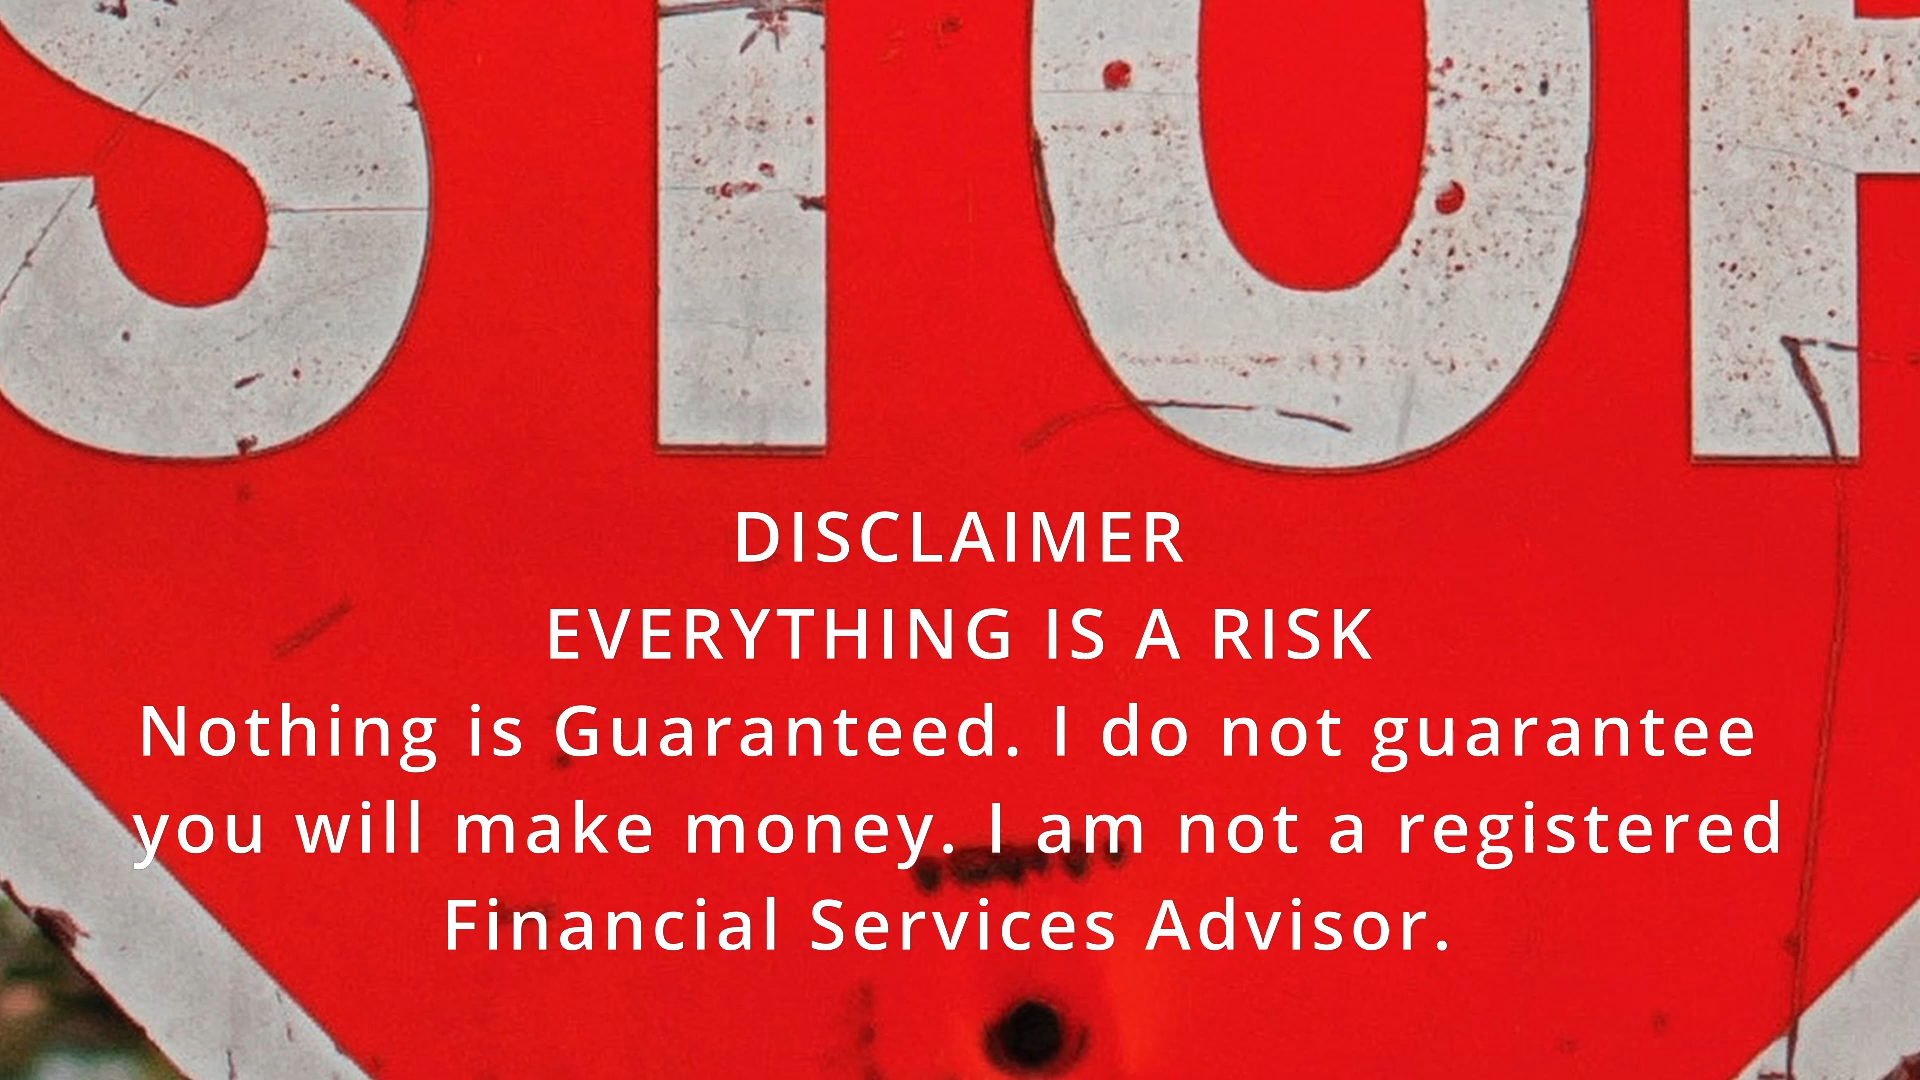 STOP
DISCLAIMER
EVERYTHING IS A RISK
Nothing is Guaranteed. I do not guarantee
you will make money. I am not a registered
Financial Services Advisor.